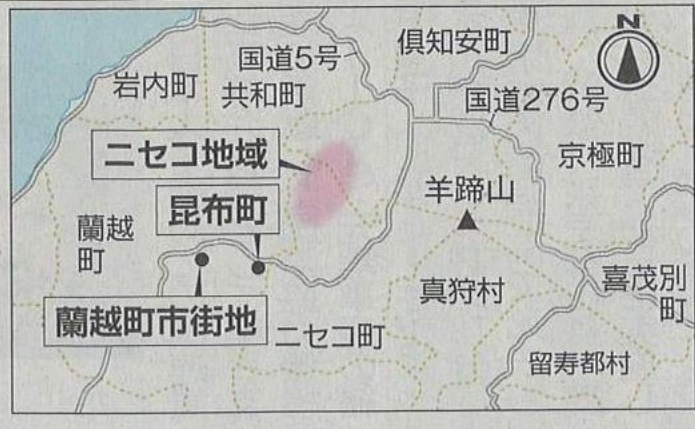 N
倶知安町
国道5号
岩内町
共和町
国道276号
京極町
ニセコ地域
羊蹄山
昆布町
蘭越
町
喜茂別
町
真狩村
蘭越町市街地
ニセコ町
留寿都村